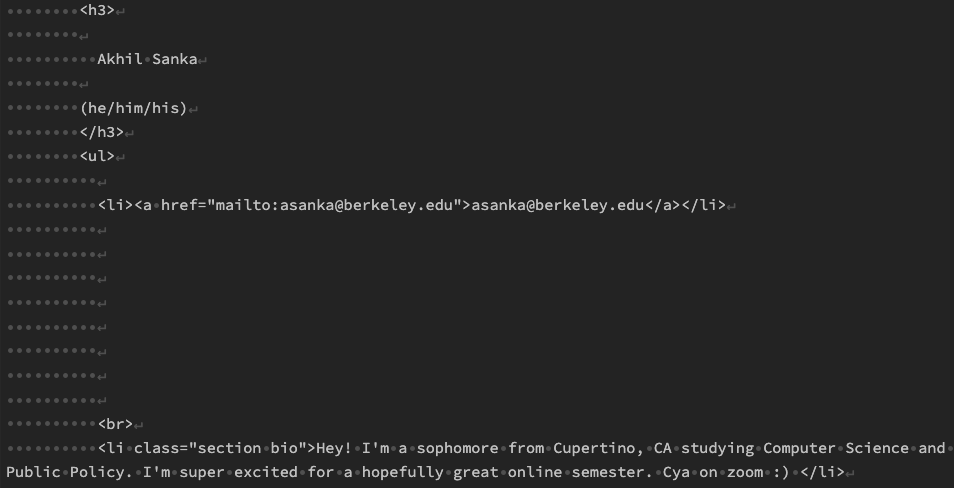 <h3>
Akhil Sanka
(he/him/his)
</h3>
<ul>
<li><a href="mailto:asanka@berkeley.edu">asanka@berkeley.edu</a></li>
<br>
<li class="section bio">Hey! I'm a sophomore from Cupertino, CA studying Computer Science and
Public Policy. I'm super excited for a hopefully great online semester. Cya on zoom :) </li>